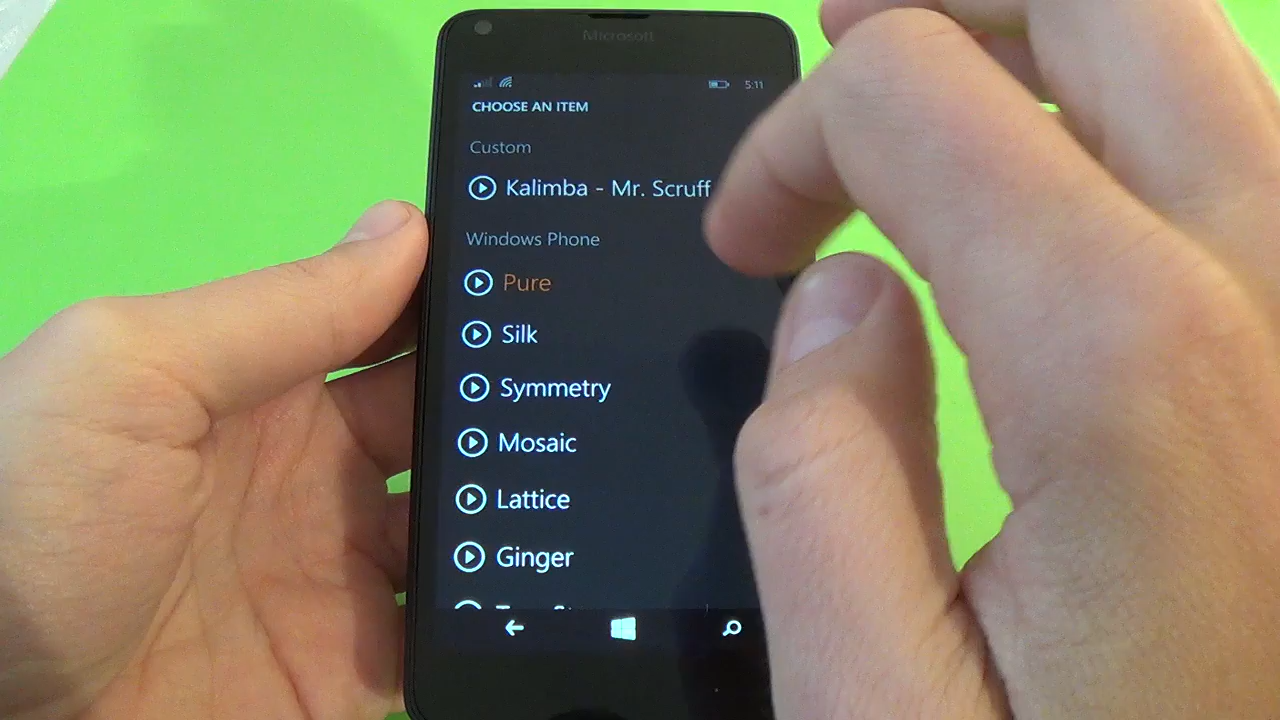 Microsoft
5:11
CHOOSE AN ITEM
Custom
Kalimba - Mr. Scruff
Windows Phone
Pure
Silk
Symmetry
Mosaic
Lattice
Ginger